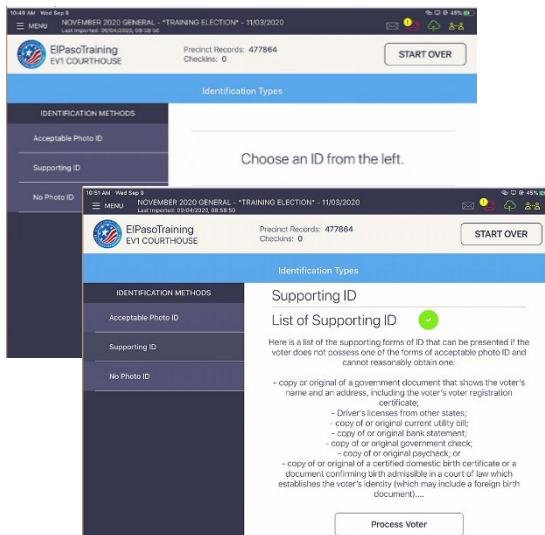 10:49 AM Wed Sep 9
45%
MENU
NOVEMBER 2020 GENERAL - *TRAINING ELECTION* - 11/03/2020
Last Imported: 09/04/2020, 08:58:50
ElPasoTraining
EV1 COURTHOUSE
Precinct Records: 477864
Checkins: 0
START OVER
Identification Types
IDENTIFICATION METHODS
Acceptable Photo ID
Supporting ID
No Photo ID
Choose an ID from the left.
10:51 AM Wed Sep 9
45%
MENU
NOVEMBER 2020 GENERAL - *TRAINING ELECTION* - 11/03/2020
Last Imported: 09/04/2020, 08:58:50
ElPasoTraining
EV1 COURTHOUSE
Precinct Records: 477864
Checkins: 0
START OVER
Identification Types
IDENTIFICATION METHODS
Acceptable Photo ID
Supporting ID
No Photo ID
Supporting ID
List of Supporting ID
Here is a list of the supporting forms of ID that can be presented if the
voter does not possess one of the forms of acceptable photo ID and
cannot reasonably obtain one:
- copy or original of a government document that shows the voter's
name and an address, including the voter's voter registration
certificate;
- Driver's licenses from other states;
- copy of or original current utility bill;
- copy of or original bank statement;
- copy of or original government check;
- copy of or original paycheck; or
- copy of or original of a certified domestic birth certificate or a
document confirming birth admissible in a court of law which
establishes the voter's identity (which may include a foreign birth
document)....
Process Voter